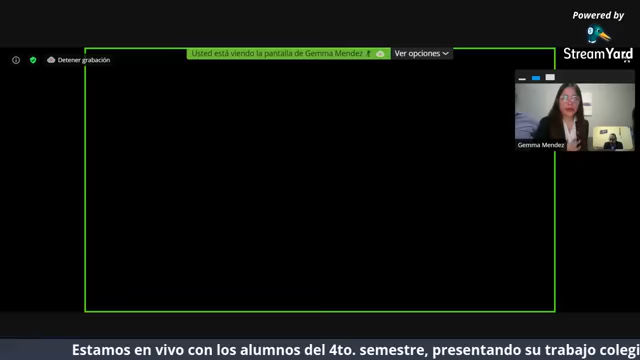 Powered by
StreamYard
Usted está viendo la pantalla de Gemma Mendez
Ver opciones
Detener grabación
Gemma Mendez
Estamos en vivo con los alumnos del 4to. semestre, presentando su trabajo colegi